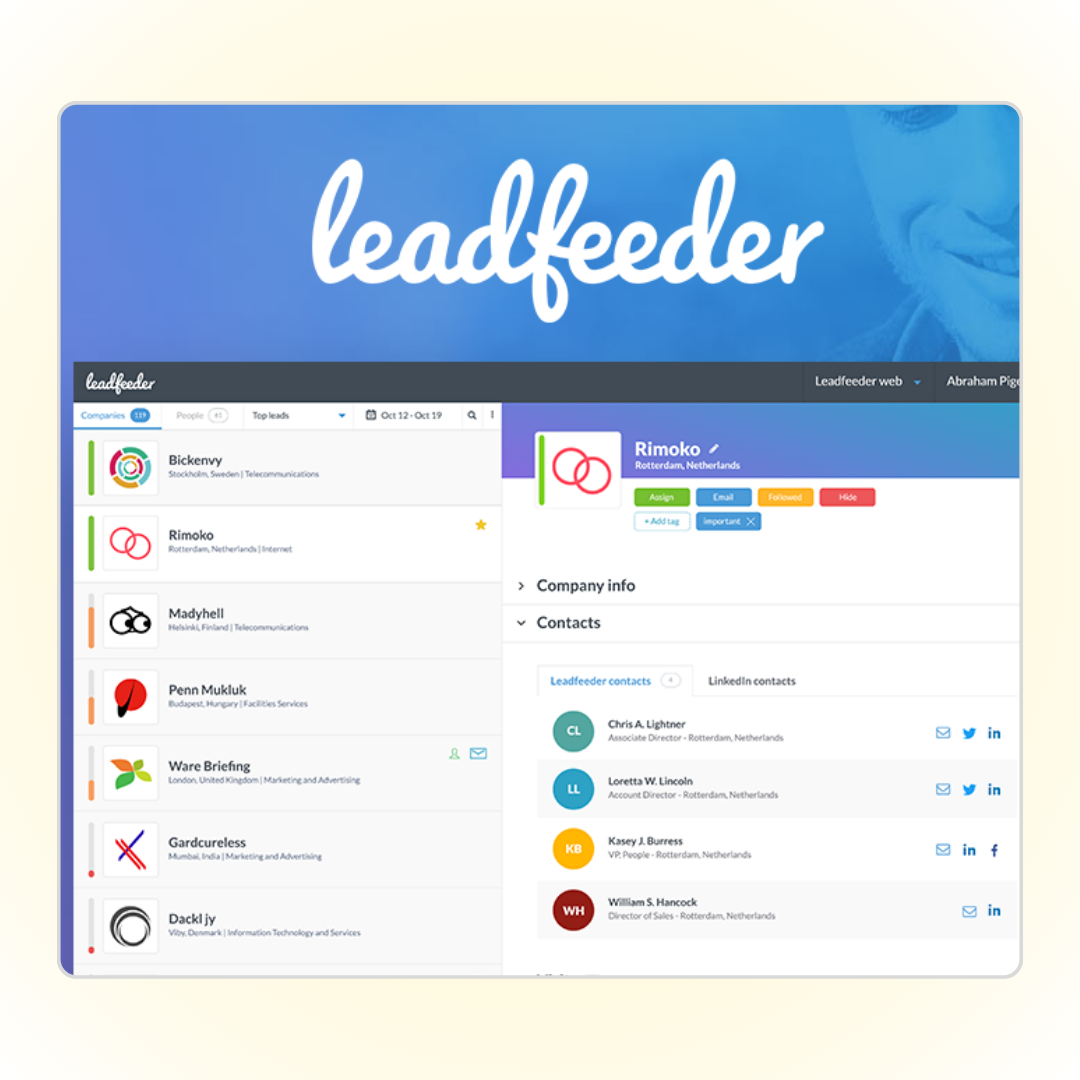 leadfeeder
leadfeeder
Leadfeeder web
Abraham Pige
Companies 119
People 41
Top leads
Oct 12 - Oct 19
Bickenvy
Stockholm, Sweden | Telecommunications
Rimoko
Rotterdam, Netherlands | Internet
Madyhell
Helsinki, Finland | Telecommunications
Penn Mukluk
Budapest, Hungary | Facilities Services
Ware Briefing
London, United Kingdom | Marketing and Advertising
Gardcureless
Mumbai, India | Marketing and Advertising
Dackl jy
Viby, Denmark | Information Technology and Services
Rimoko
Rotterdam, Netherlands
Assign
Email
Followed
Hide
+ Add tag
important
Company info
Contacts
Leadfeeder contacts 4
LinkedIn contacts
CL
Chris A. Lightner
Associate Director - Rotterdam, Netherlands
LL
Loretta W. Lincoln
Account Director - Rotterdam, Netherlands
KB
Kasey J. Burress
VP, People - Rotterdam, Netherlands
WH
William S. Hancock
Director of Sales - Rotterdam, Netherlands